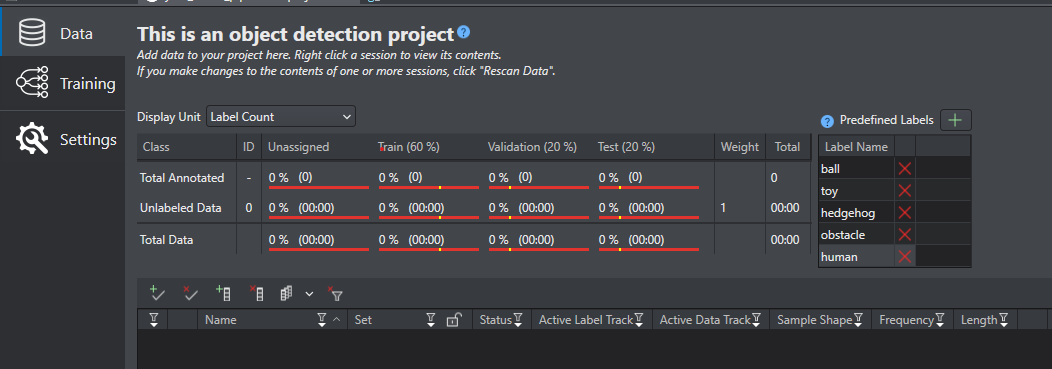 Data
Training
Settings
This is an object detection project
Add data to your project here. Right click a session to view its contents.
If you make changes to the contents of one or more sessions, click "Rescan Data".
Display Unit Label Count
Class ID Unassigned Train (60 %) Validation (20 %) Test (20 %) Weight Total
Total Annotated - 0 % (0) 0 % (0) 0 % (0) 0 % (0) 0
Unlabeled Data 0 0 % (00:00) 0 % (00:00) 0 % (00:00) 0 % (00:00) 1 00:00
Total Data 0 % (00:00) 0 % (00:00) 0 % (00:00) 0 % (00:00) 00:00
Predefined Labels
Label Name
ball
toy
hedgehog
obstacle
human
Name Set Status Active Label Track Active Data Track Sample Shape Frequency Length